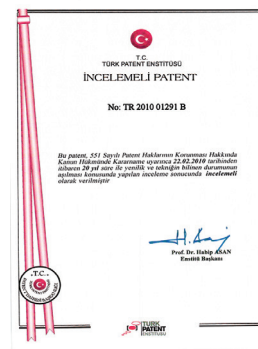 T.C.
TÜRK PATENT ENSTİTÜSÜ
İNCELEMELİ PATENT
No: TR 2010 01291 B
Bu patent, 551 Sayılı Patent Haklarının Korunması Hakkında
Kanun Hükmünde Kararname uyarınca 22.02.2010 tarihinden
itibaren 20 yıl süre ile yenilik ve tekniğin bilinen durumunun
aşılması konusunda yapılan inceleme sonucunda incelemeli
olarak verilmiştir
Prof. Dr. Habip ASAN
Enstitü Başkanı
.T.C.
TÜRK
PATENT
ENSTİTÜSÜ